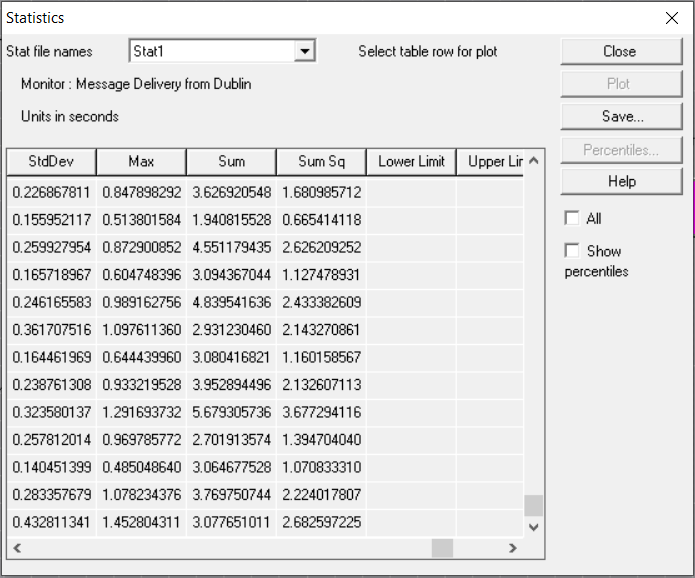 Statistics
Stat file names Stat1 Select table row for plot Close
Monitor : Message Delivery from Dublin Plot
Units in seconds Save...
Percentiles...
StdDev Max Sum Sum Sq Lower Limit Upper Lir
Help
0.226867811 0.847898292 3.626920548 1.680985712
0.155952117 0.513801584 1.940815528 0.665414118 All
0.259927954 0.872900852 4.551179435 2.626209252 Show
0.165718967 0.604748396 3.094367044 1.127478931 percentiles
0.246165583 0.989162756 4.839541636 2.433382609
0.361707516 1.097611360 2.931230460 2.143270861
0.164461969 0.644439960 3.080416821 1.160158567
0.238761308 0.933219528 3.952894496 2.132607113
0.323580137 1.291693732 5.679305736 3.677294116
0.257812014 0.969785772 2.701913574 1.394704040
0.140451399 0.485048640 3.064677528 1.070833310
0.283357679 1.078234376 3.769750744 2.224017807
0.432811341 1.452804311 3.077651011 2.682597225